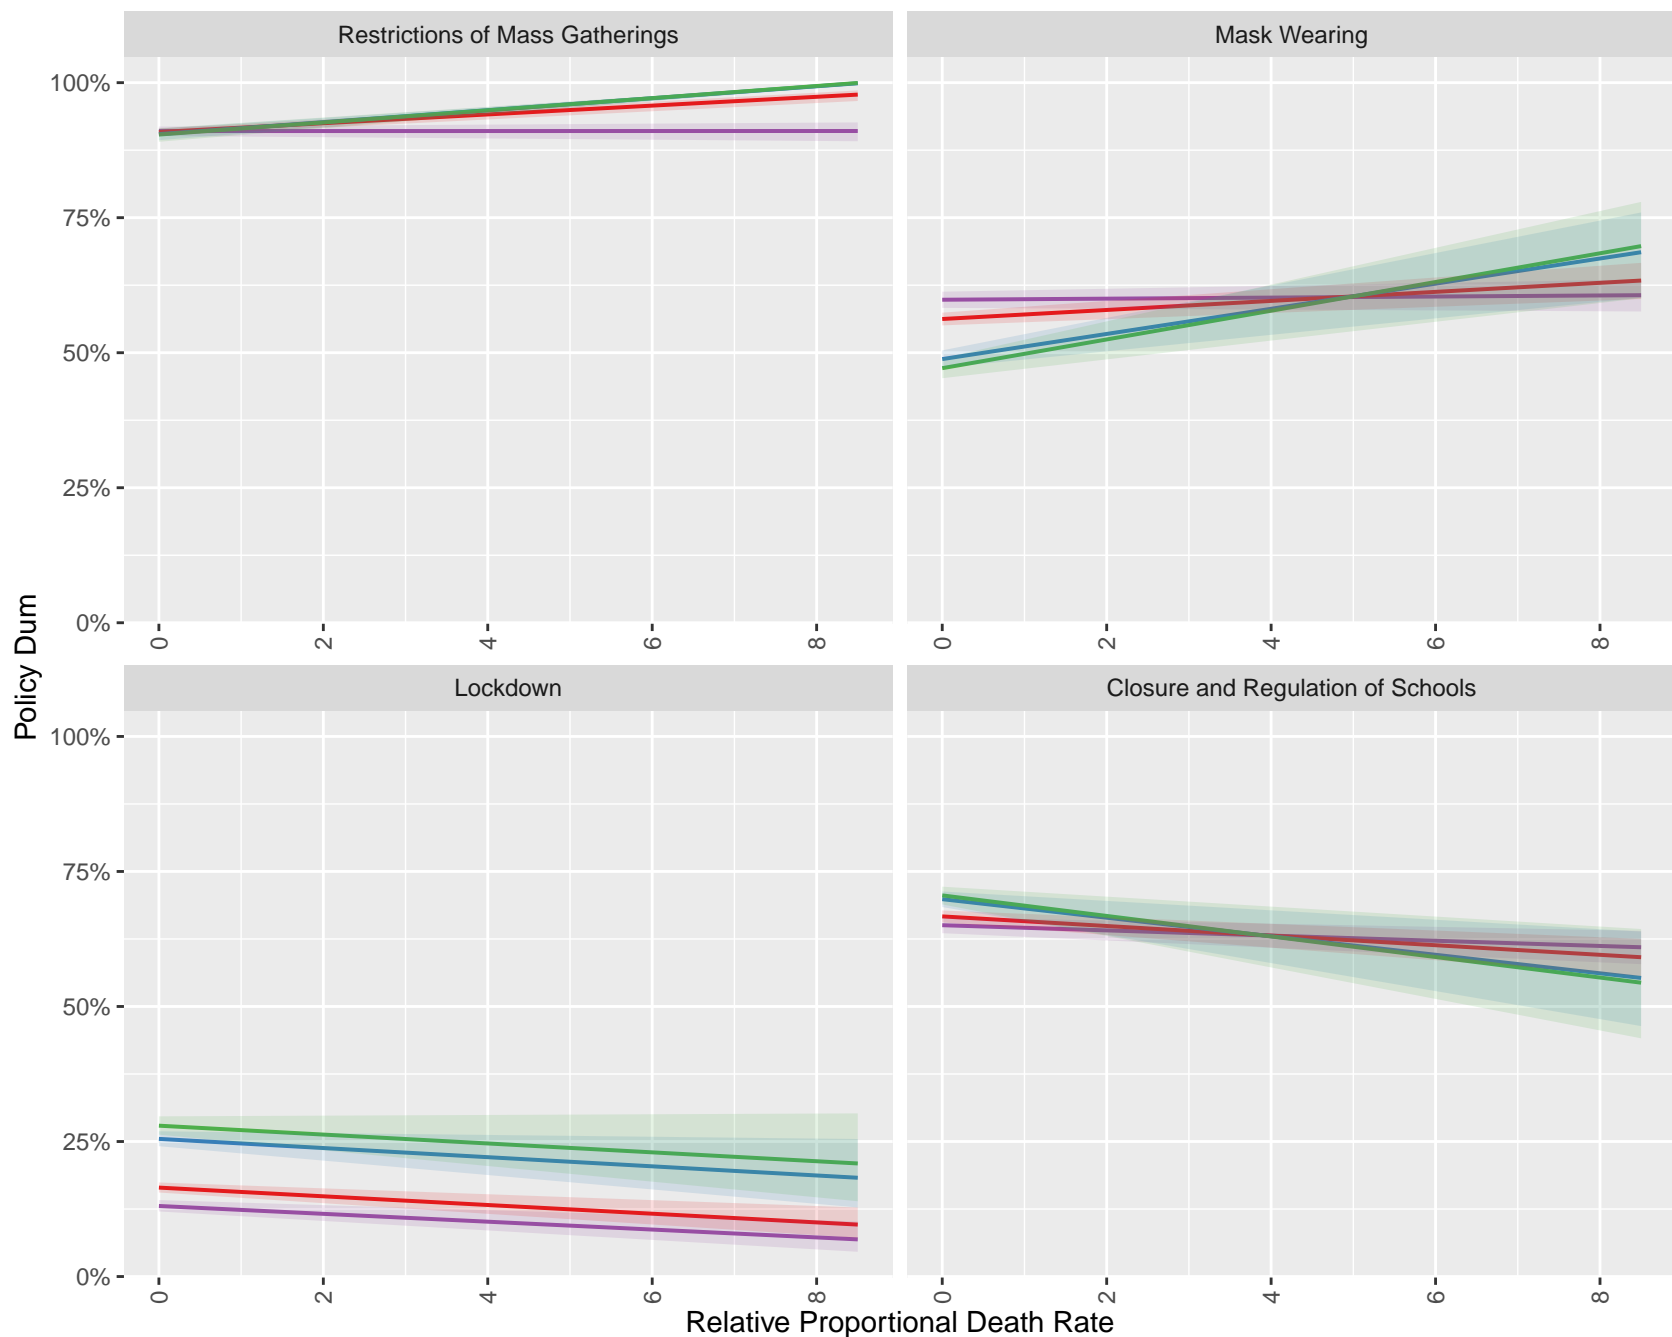 Restrictions of Mass Gatherings
Mask Wearing
100%
75%
50%
25%
0%
0 2 4 6 8
0 2 4 6 8
Policy Dum
Lockdown
Closure and Regulation of Schools
100%
75%
50%
25%
0%
0 2 4 6 8
0 2 4 6 8
Relative Proportional Death Rate